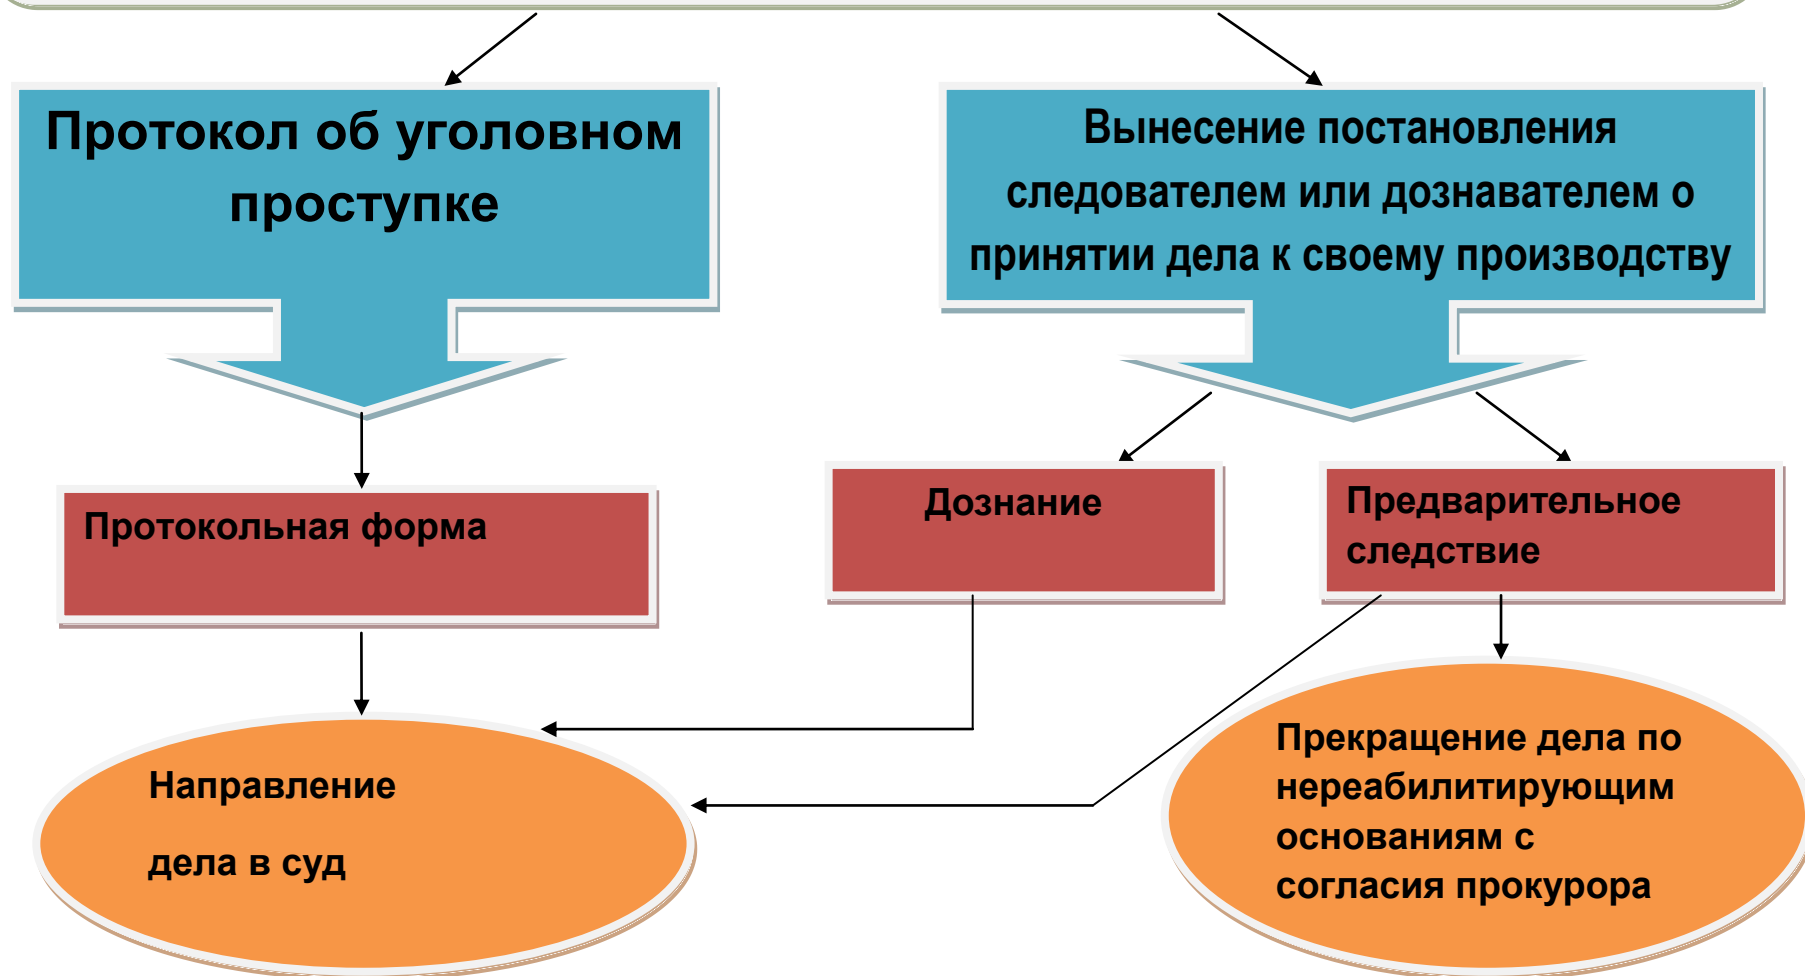 Протокол об уголовном
проступке
Вынесение постановления
следователем или дознавателем о
принятии дела к своему производству
Протокольная форма
Дознание
Предварительное
следствие
Направление
дела в суд
Прекращение дела по
нереабилитирующим
основаниям с
согласия прокурора